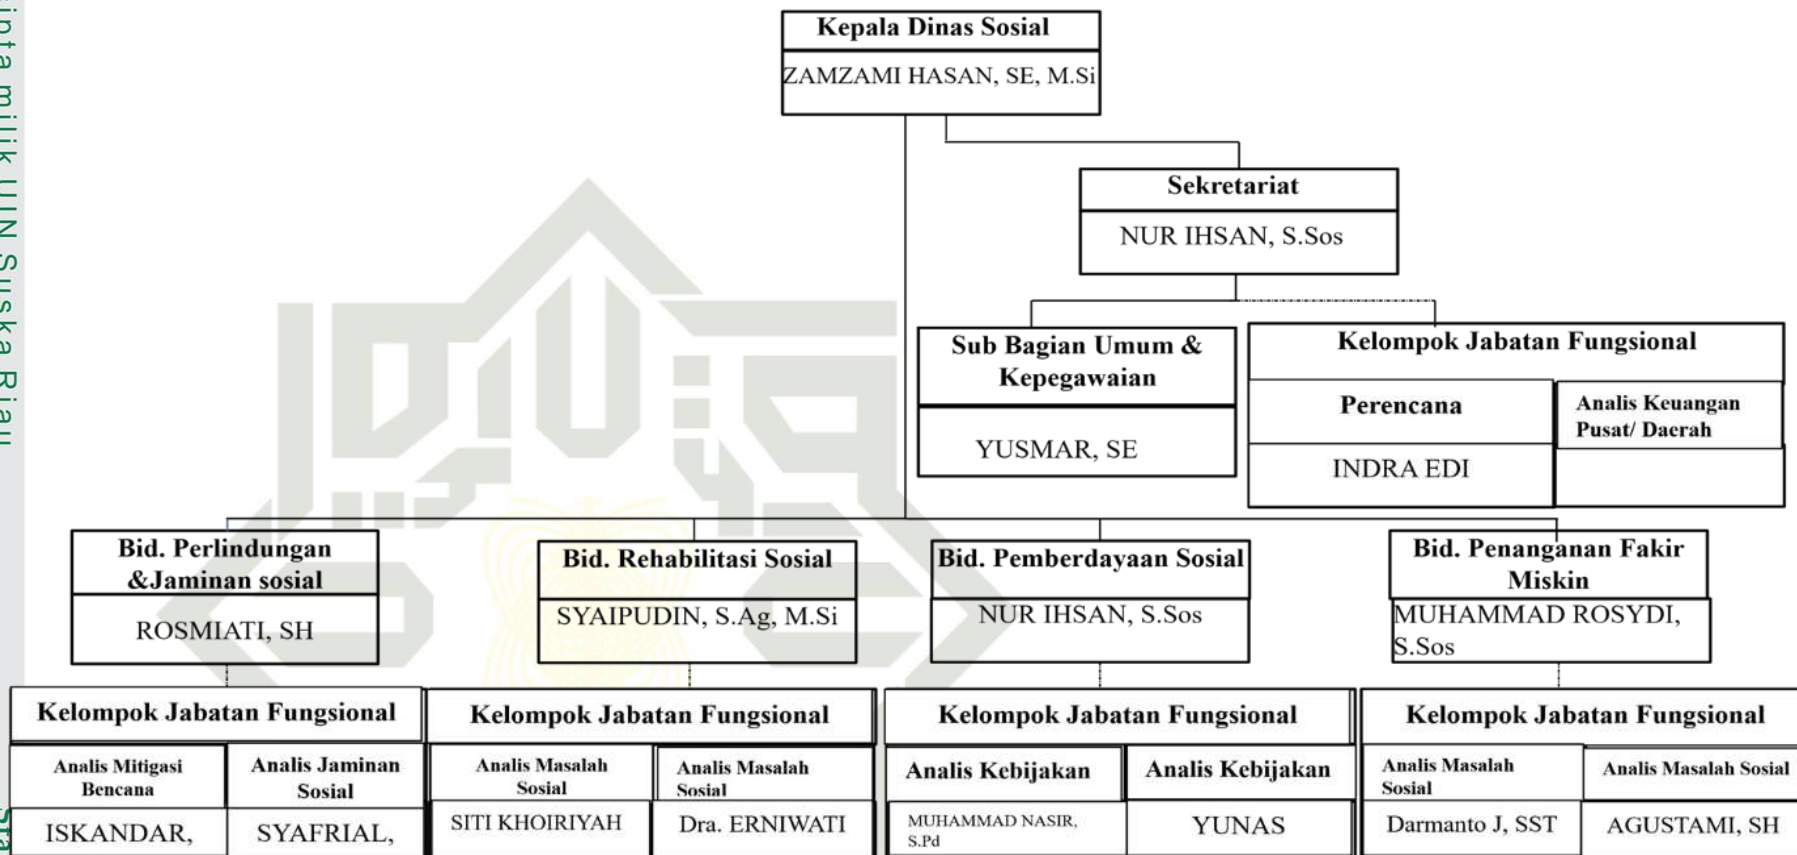 Kepala Dinas Sosial
ZAMZAMI HASAN, SE, M.Si
Sekretariat
NUR IHSAN, S.Sos
Sub Bagian Umum &
Kepegawaian
YUSMAR, SE
Kelompok Jabatan Fungsional
Perencana
INDRA EDI
Analis Keuangan
Pusat/ Daerah
Bid. Perlindungan
&Jaminan sosial
ROSMIATI, SH
Bid. Rehabilitasi Sosial
SYAIPUDIN, S.Ag, M.Si
Bid. Pemberdayaan Sosial
NUR IHSAN, S.Sos
Bid. Penanganan Fakir
Miskin
MUHAMMAD ROSYDI,
S.Sos
Kelompok Jabatan Fungsional
Analis Mitigasi
Bencana
ISKANDAR,
Analis Jaminan
Sosial
SYAFRIAL,
Kelompok Jabatan Fungsional
Analis Masalah
Sosial
SITI KHOIRIYAH
Analis Masalah
Sosial
Dra. ERNIWATI
Kelompok Jabatan Fungsional
Analis Kebijakan
MUHAMMAD NASIR,
S.Pd
Analis Kebijakan
YUNAS
Kelompok Jabatan Fungsional
Analis Masalah
Sosial
Darmanto J, SST
Analis Masalah Sosial
AGUSTAMI, SH
milik UIN Suska Riau